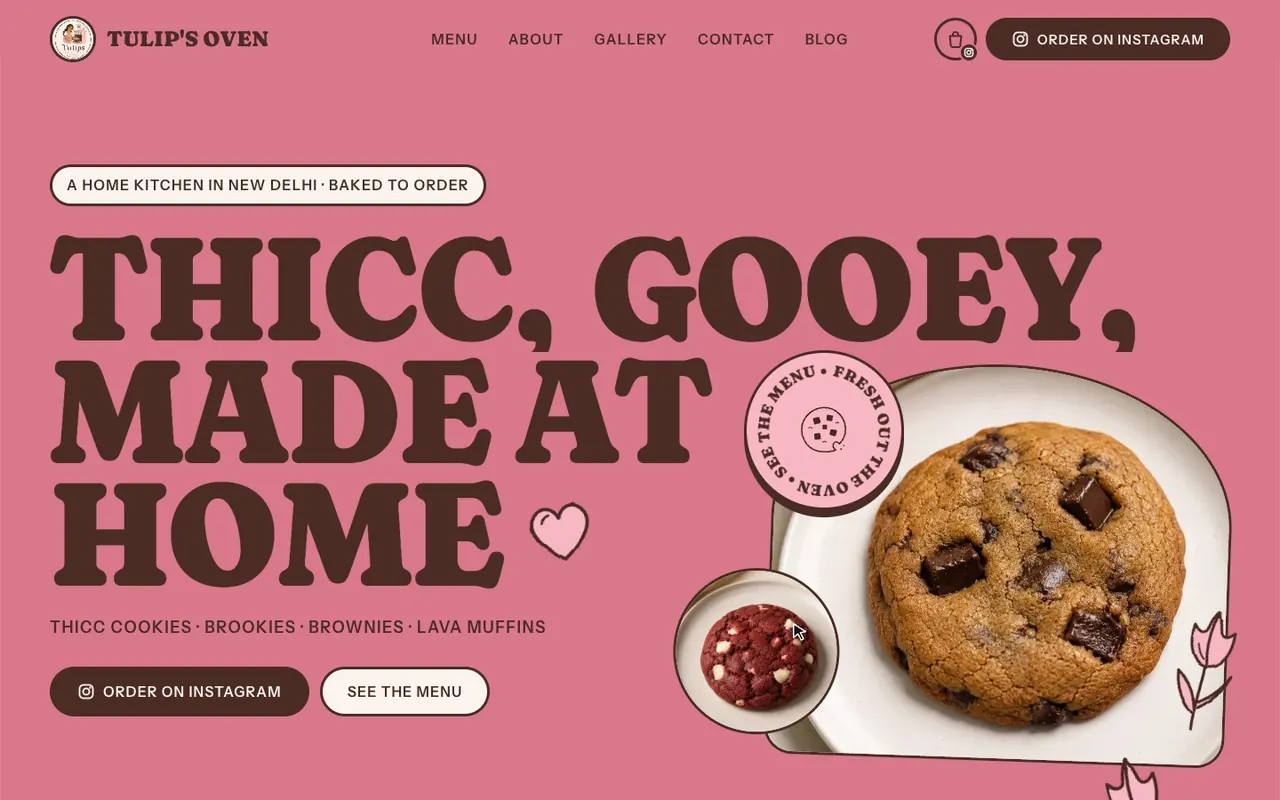 Tulips
TULIP'S OVEN
MENU
ABOUT
GALLERY
CONTACT
BLOG
ORDER ON INSTAGRAM
A HOME KITCHEN IN NEW DELHI · BAKED TO ORDER
THICC, GOOEY,
MADE AT
HOME
SEE THE MENU • FRESH OUT THE OVEN •
THICC COOKIES · BROOKIES · BROWNIES · LAVA MUFFINS
ORDER ON INSTAGRAM
SEE THE MENU